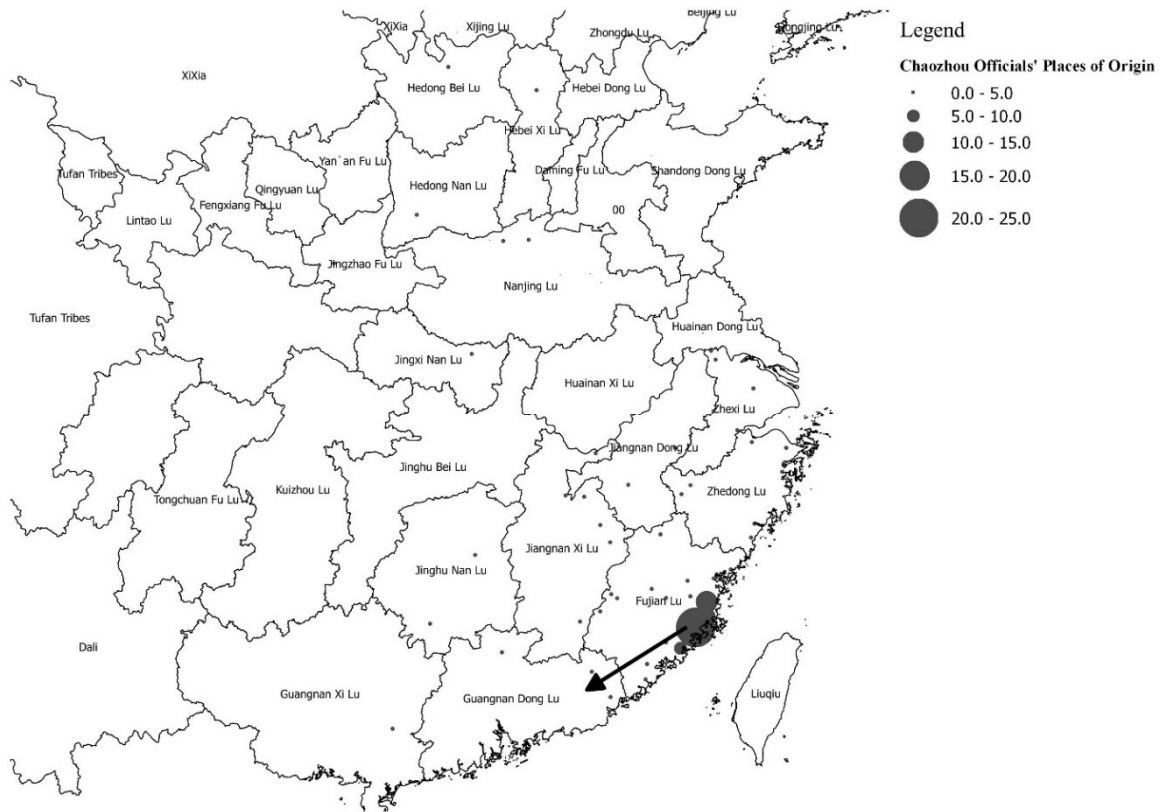 Beijing Lu
XiXia
Xijing Lu
Zhongdu Lu
Dongjing Lu
XiXia
Hedong Bei Lu
Hebei Dong Lu
Hebei Xi Lu
Yan`an Fu Lu
Tufan Tribes
Qingyuan Lu
Hedong Nan Lu
Daming Fu Lu
Shandong Dong Lu
Lintao Lu
Fengxiang Fu Lu
00
Jingzhao Fu Lu
Nanjing Lu
Tufan Tribes
Huainan Dong Lu
Jingxi Nan Lu
Huainan Xi Lu
Zhexi Lu
Jiangnan Dong Lu
Jinghu Bei Lu
Tongchuan Fu Lu
Kuizhou Lu
Zhedong Lu
Jiangnan Xi Lu
Jinghu Nan Lu
Fujian Lu
Dali
Guangnan Xi Lu
Guangnan Dong Lu
Liuqiu
Legend
Chaozhou Officials' Places of Origin
0.0 - 5.0
5.0 - 10.0
10.0 - 15.0
15.0 - 20.0
20.0 - 25.0